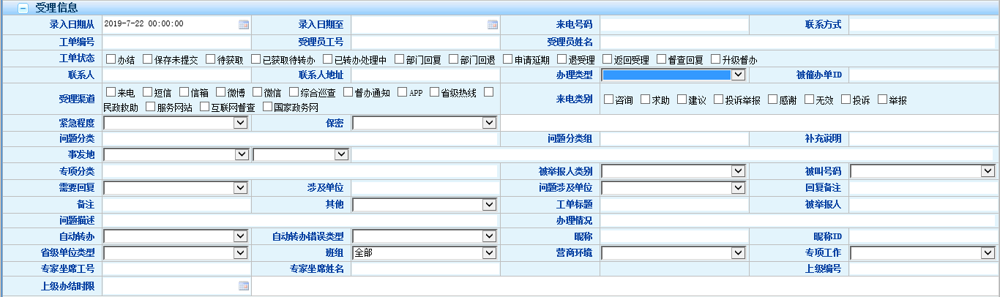 受理信息
录入日期从 2019-7-22 00:00:00 录入日期至 来电号码 联系方式
工单编号 受理员工号 受理员姓名
工单状态 办结 保存未提交 待获取 已获取待转办 已转办处理中 部门回复 部门回退 申请延期 退受理 返回受理 督查回复 升级督办
联系人 联系人地址 办理类型 被催办单ID
受理渠道 来电 短信 信箱 微博 微信 综合巡查 督办通知 APP 省级热线
民政救助 服务网站 互联网督查 国家政务网
来电类别 咨询 求助 建议 投诉举报 感谢 无效 投诉 举报
紧急程度 保密
问题分类 问题分类组 补充说明
事发地
专项分类 被举报人类别 被叫号码
需要回复 涉及单位 问题涉及单位 回复备注
备注 其他 工单标题 被举报人
问题描述 办理情况
自动转办 自动转办错误类型 昵称 昵称ID
省级单位类型 班组 全部 营商环境 专项工作
专家坐席工号 专家坐席姓名 上级编号
上级办结时限